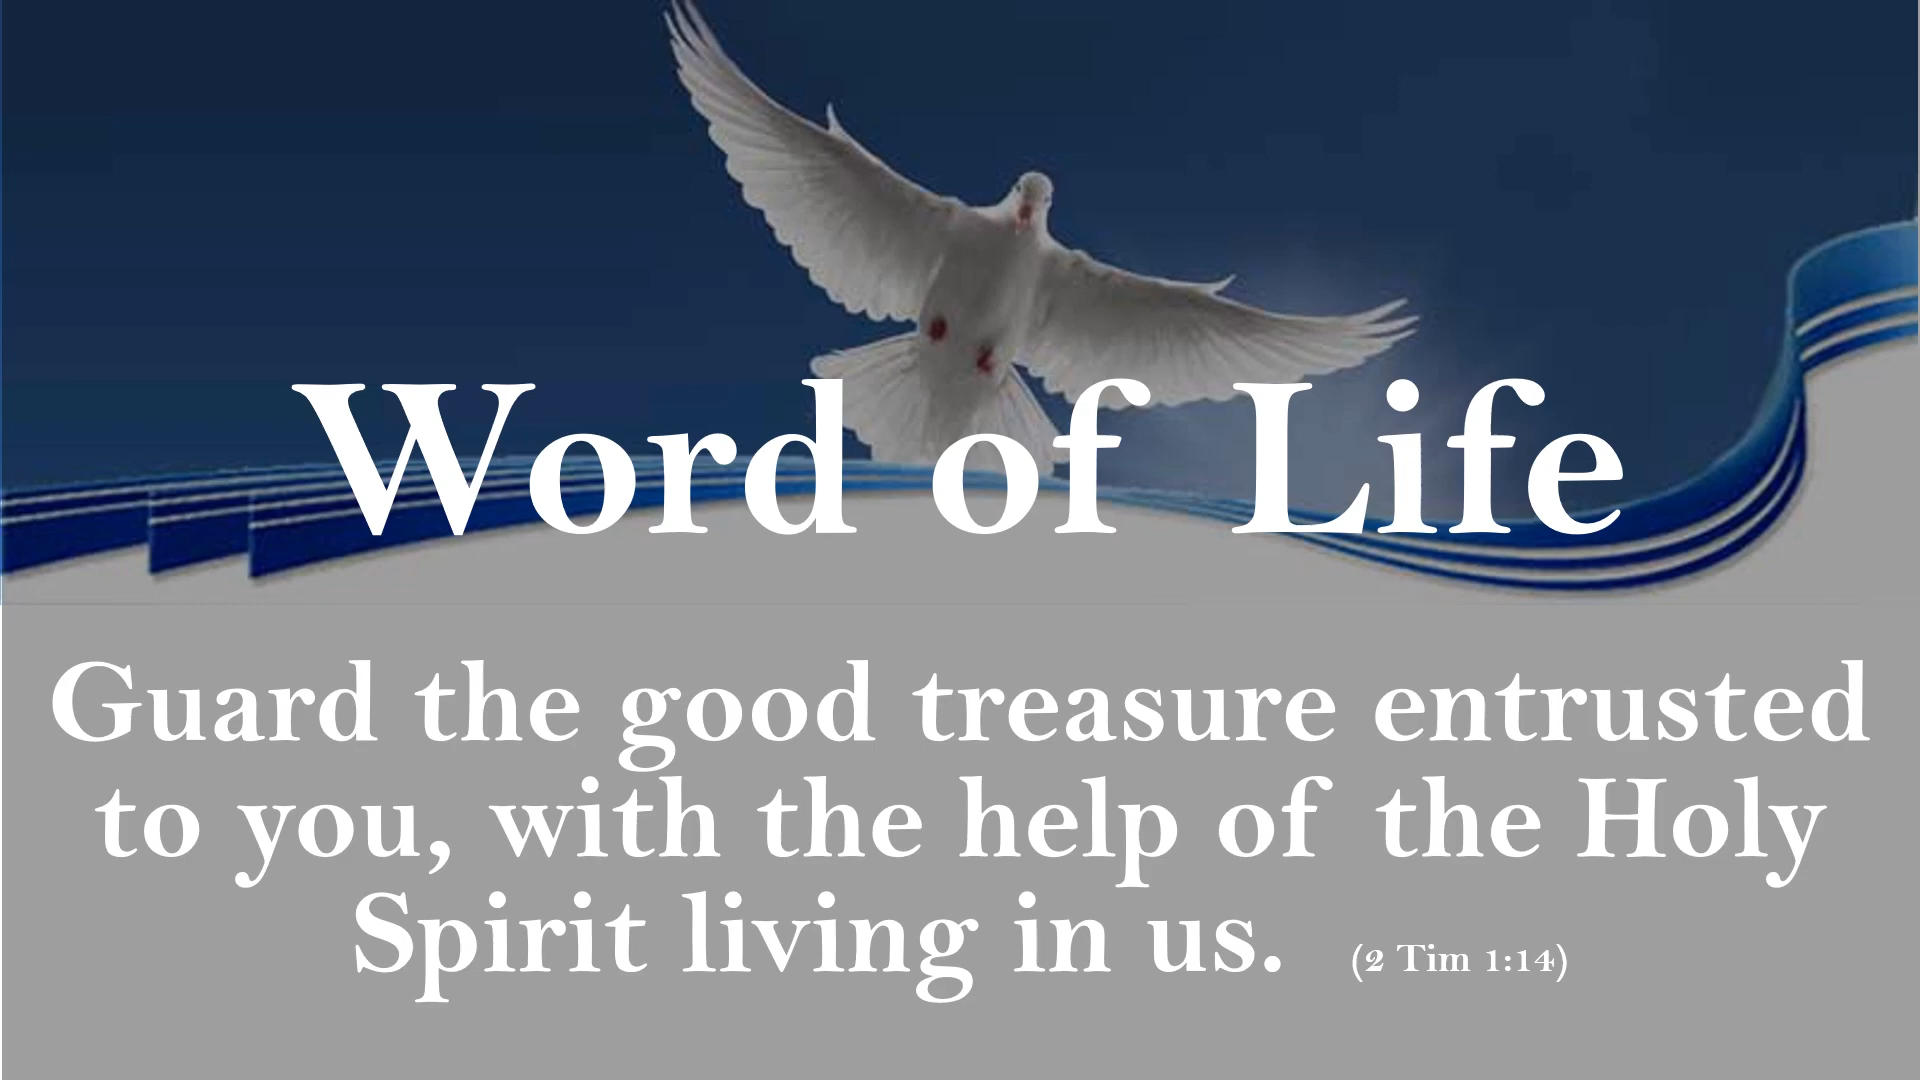 Word of Life
Guard the good treasure entrusted
to you, with the help of the Holy
Spirit living in us. (2 Tim 1:14)